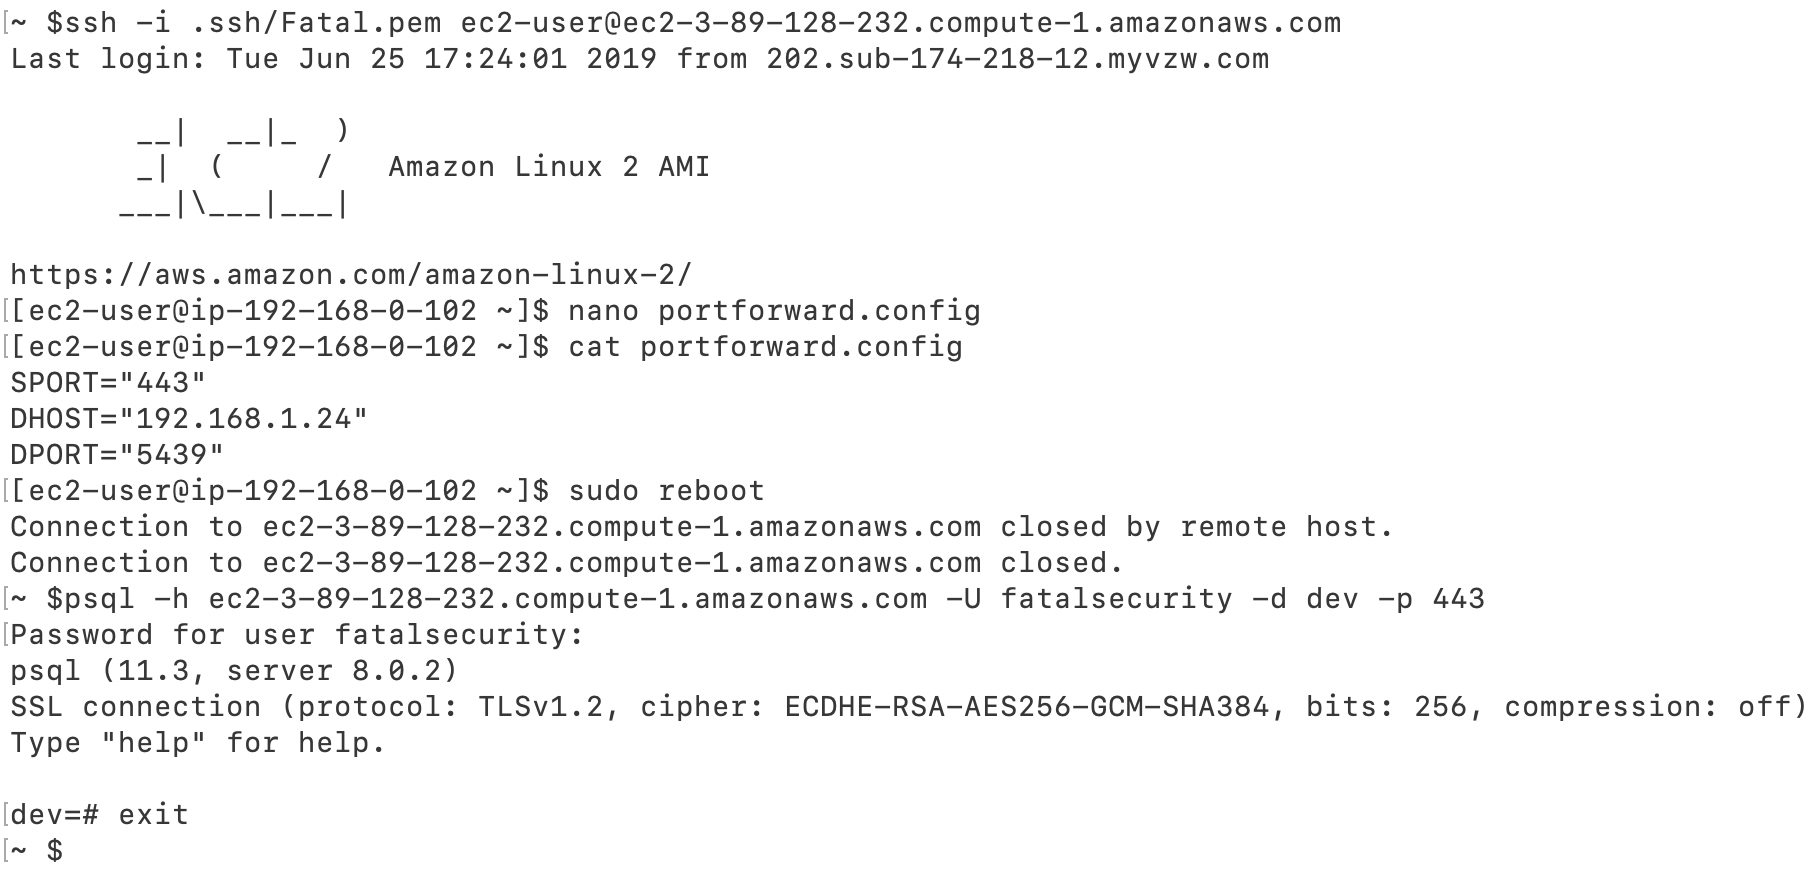 [~ $ssh -i .ssh/Fatal.pem ec2-user@ec2-3-89-128-232.compute-1.amazonaws.com
Last login: Tue Jun 25 17:24:01 2019 from 202.sub-174-218-12.myvzw.com

       __|  __|_  )
       _|  (     /   Amazon Linux 2 AMI
      ___|\___|___|

https://aws.amazon.com/amazon-linux-2/
[[ec2-user@ip-192-168-0-102 ~]$ nano portforward.config
[[ec2-user@ip-192-168-0-102 ~]$ cat portforward.config
SPORT="443"
DHOST="192.168.1.24"
DPORT="5439"
[[ec2-user@ip-192-168-0-102 ~]$ sudo reboot
Connection to ec2-3-89-128-232.compute-1.amazonaws.com closed by remote host.
Connection to ec2-3-89-128-232.compute-1.amazonaws.com closed.
[~ $psql -h ec2-3-89-128-232.compute-1.amazonaws.com -U fatalsecurity -d dev -p 443
[Password for user fatalsecurity:
psql (11.3, server 8.0.2)
SSL connection (protocol: TLSv1.2, cipher: ECDHE-RSA-AES256-GCM-SHA384, bits: 256, compression: off)
Type "help" for help.

[dev=# exit
[~ $